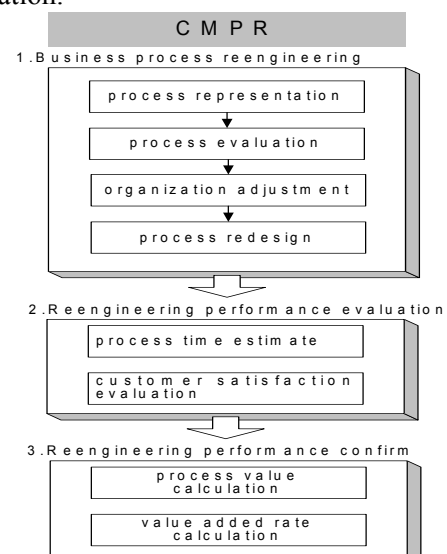 ation.
CMPR
1.Business process reengineering
process representation
process evaluation
organization adjustment
process redesign
2.Reengineering performance evaluation
process time estimate
customer satisfaction
evaluation
3.Reengineering performance confirm
process value
calculation
value added rate
calculation